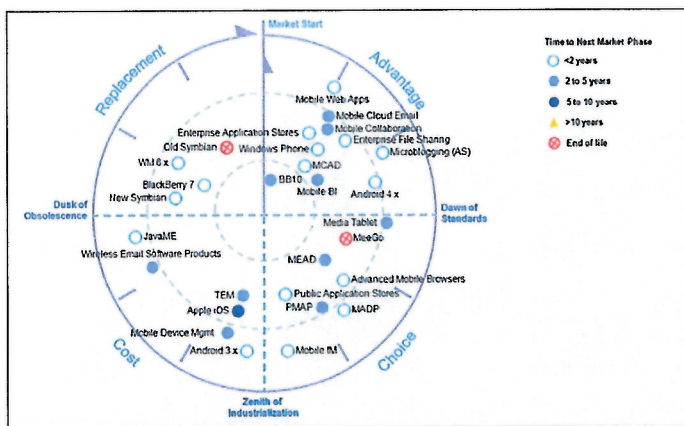 Market Start
Time to Next Market Phase
<2 years
2 to 5 years
5 to 10 years
>10 years
End of life
Replacement
Advantage
Mobile Web Apps
Mobile Cloud Email
Enterprise Application Stores
Mobile Collaboration
Old Symbian
Windows Phone
Enterprise File Sharing
Microblogging (AS)
WM 6 x
MCAD
BlackBerry 7
BB10
Mobile BI
New Symbian
Android 4 x
Dusk of
Obsolescence
Dawn of
Standards
Media Tablet
JavaME
MeeGo
Wireless Email Software Products
MEAD
Advanced Mobile Browsers
TEM
Public Application Stores
Apple iOS
PMAP
MADP
Mobile Device Mgmt
Android 3 x
Mobile IM
Cost
Choice
Zenith of
Industrialization